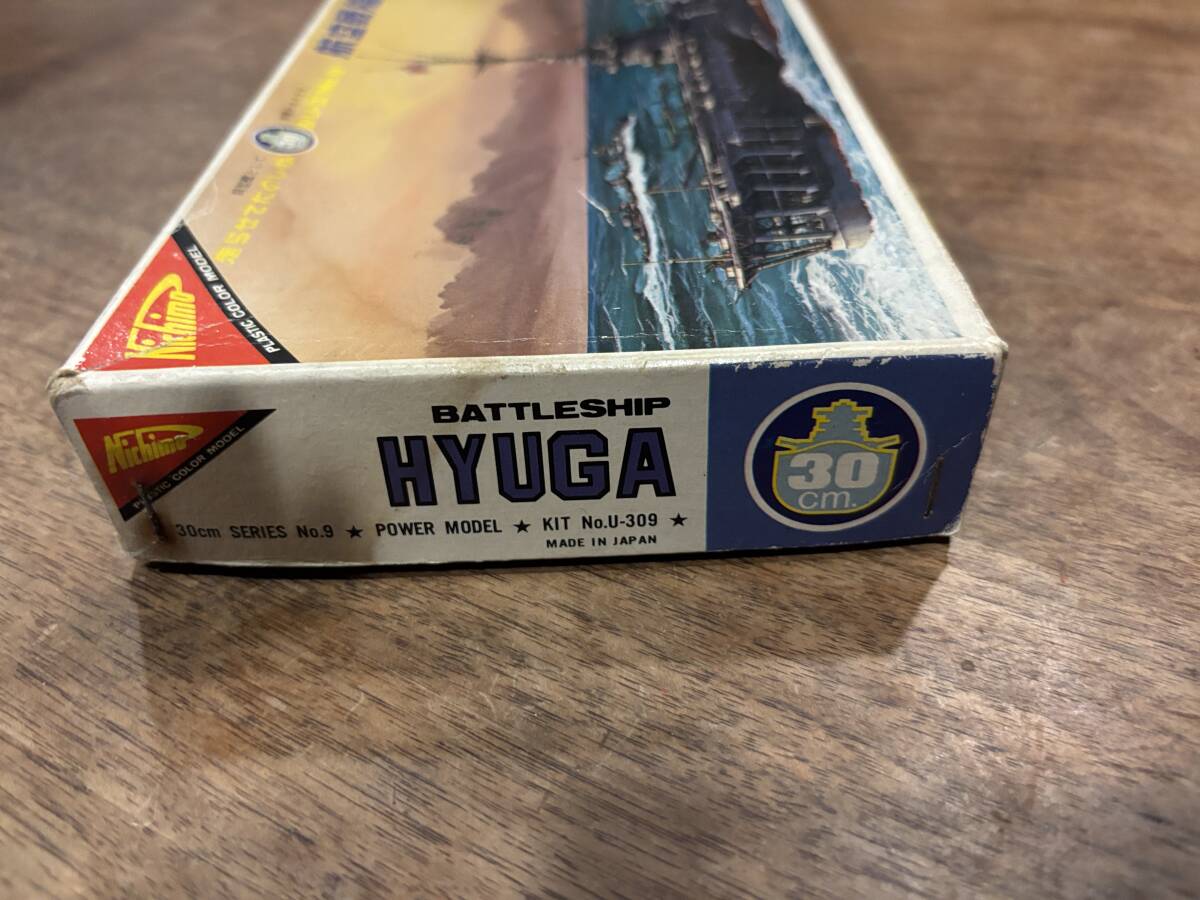 Nichimo
PLASTIC COLOR MODEL
Nichimo
PLASTIC COLOR MODEL
BATTLESHIP
HYUGA
30cm SERIES No.9 ★ POWER MODEL ★ KIT No.U-309 ★
MADE IN JAPAN
30
cm.